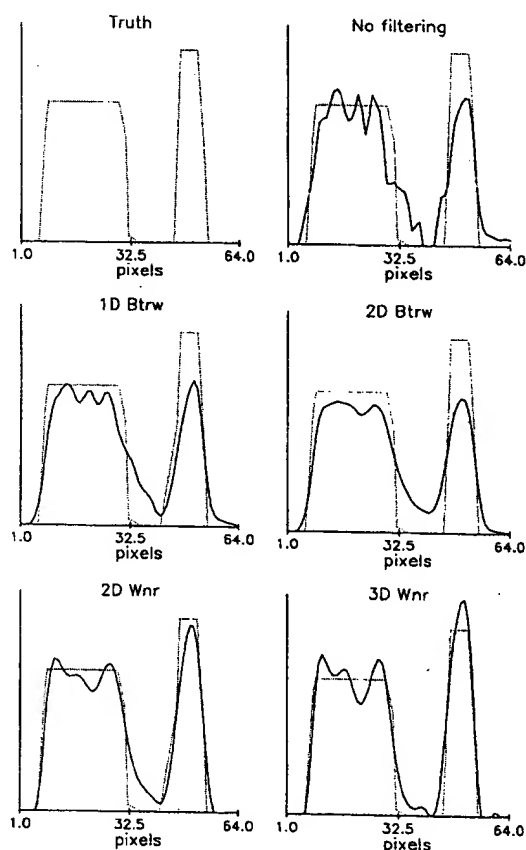 Truth
No filtering
1.0 32.5 64.0
pixels
1.0 32.5 64.0
pixels
1D Btrw
2D Btrw
1.0 32.5 64.0
pixels
1.0 32.5 64.0
pixels
2D Wnr
3D Wnr
1.0 32.5 64.0
pixels
1.0 32.5 64.0
pixels